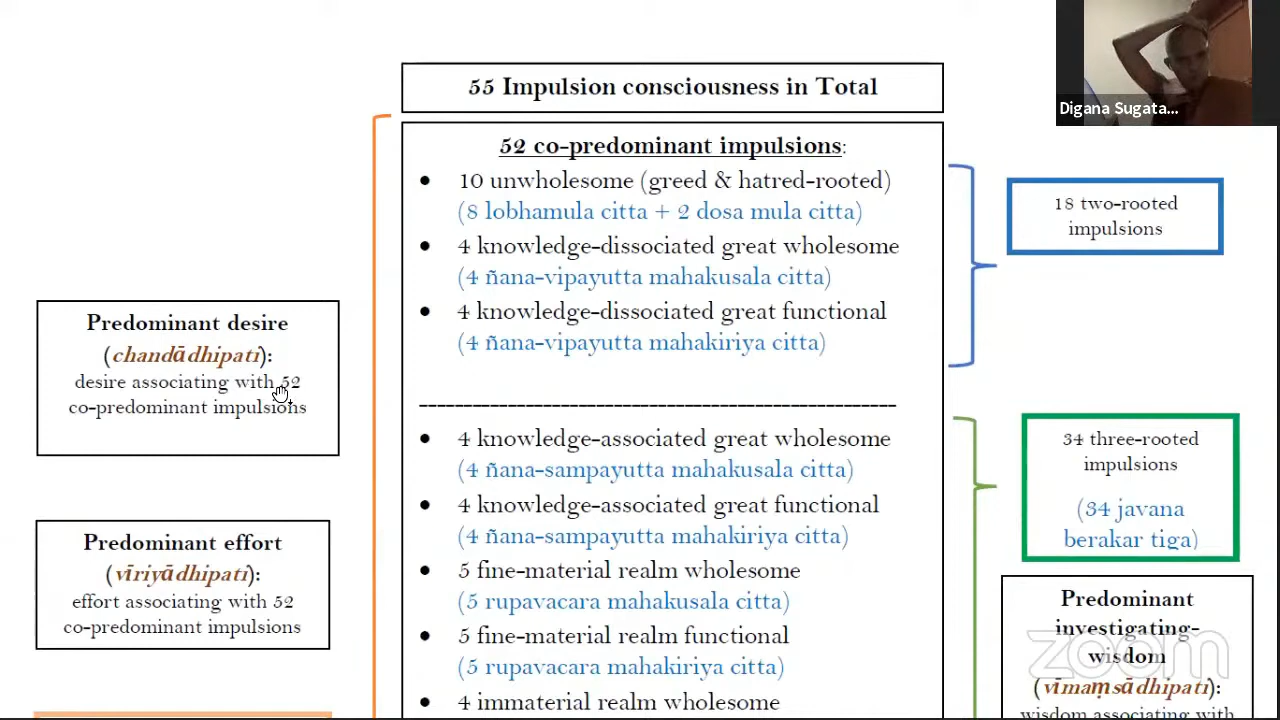 55 Impulsion consciousness in Total
52 co-predominant impulsions:
• 10 unwholesome (greed & hatred-rooted)
(8 lobhamula citta + 2 dosa mula citta)
• 4 knowledge-dissociated great wholesome
(4 ñana-vipayutta mahakusala citta)
• 4 knowledge-dissociated great functional
(4 ñana-vipayutta mahakiriya citta)
--------------------------------------------------------
• 4 knowledge-associated great wholesome
(4 ñana-sampayutta mahakusala citta)
• 4 knowledge-associated great functional
(4 ñana-sampayutta mahakiriya citta)
• 5 fine-material realm wholesome
(5 rupavacara mahakusala citta)
• 5 fine-material realm functional
(5 rupavacara mahakiriya citta)
4 immaterial realm wholesome
Predominant desire
(chandādhipati):
desire associating with 52
co-predominant impulsions
Predominant effort
(vīriyādhipati):
effort associating with 52
co-predominant impulsions
18 two-rooted
impulsions
34 three-rooted
impulsions
(34 javana
berakar tiga)
Predominant
investigating-
wisdom
(vīmaṃsādhipati):
wisdom associating with
Digana Sugata...
zoom